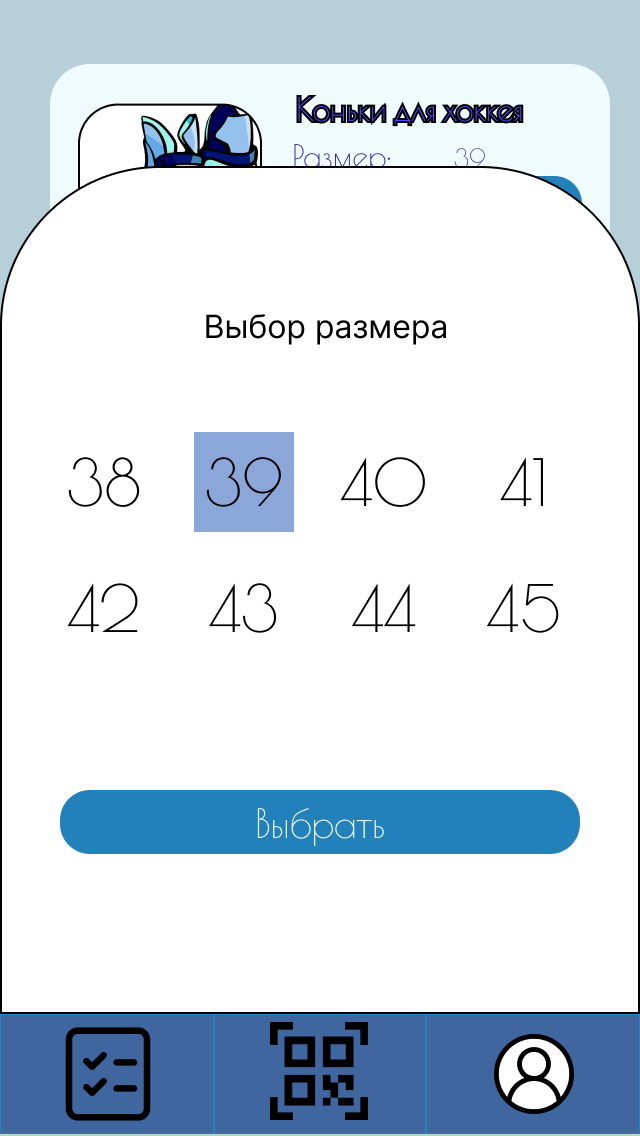 Коньки для хоккея
Размер: 39
Выбор размера
38 39 40 41
42 43 44 45
Выбрать